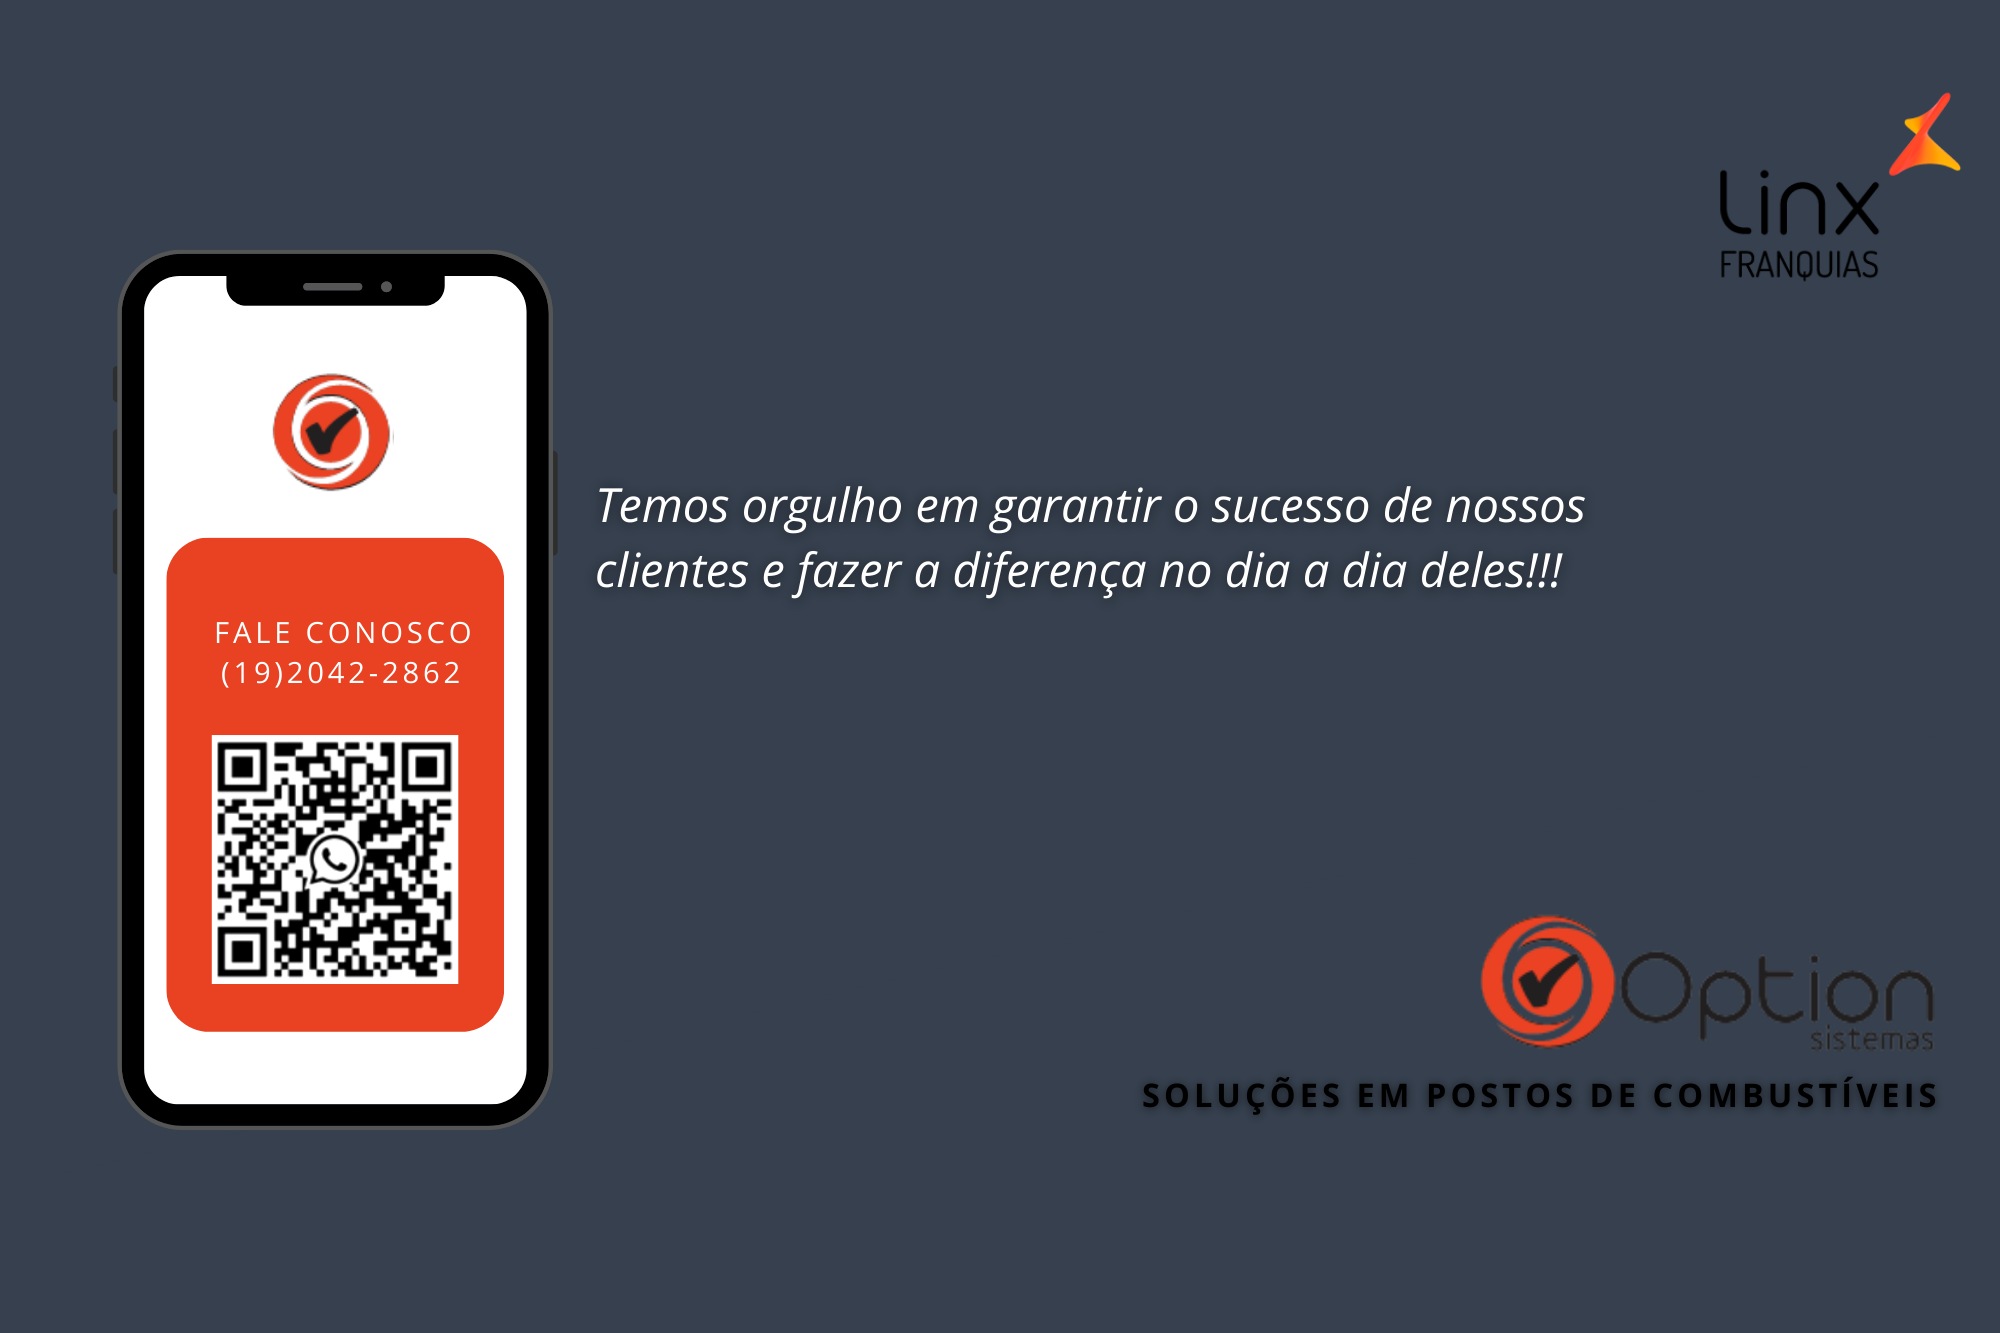 Linx
FRANQUIAS
Temos orgulho em garantir o sucesso de nossos
clientes e fazer a diferença no dia a dia deles!!!
FALE CONOSCO
(19)2042-2862
Option
sistemas
SOLUÇÕES EM POSTOS DE COMBUSTÍVEIS